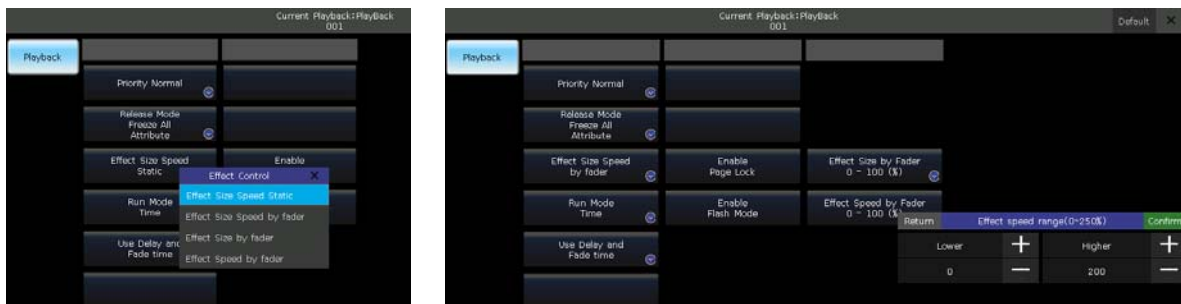 Current Playback:PlayBack
001
Playback
Priority Normal
Release Mode
Freeze All
Attribute
Effect Size Speed
Static
Enable
Effect Control X
Effect Size Speed Static
Effect Size Speed by fader
Effect Size by fader
Effect Speed by fader
Run Mode
Time
Use Delay and
Fade time
Current Playback:PlayBack
001
Default X
Playback
Priority Normal
Release Mode
Freeze All
Attribute
Effect Size Speed
by fader
Enable
Page Lock
Effect Size by Fader
0 - 100 (%)
Run Mode
Time
Enable
Flash Mode
Effect Speed by Fader
0 - 100 (%)
Return Effect speed range(0~250%) Confirm
Lower + Higher +
0 — 200 —
Use Delay and
Fade time